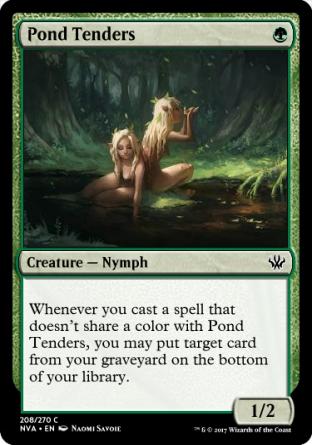 Pond Tenders
Creature — Nymph
Whenever you cast a spell that
doesn't share a color with Pond
Tenders, you may put target card
from your graveyard on the bottom
of your library.
1/2
208/270 C
NVA • EN Naomi Savoie
™ & © 2017 Wizards of the Coast